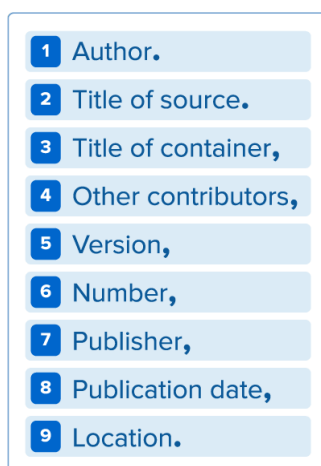 1 Author.
2 Title of source.
3 Title of container,
4 Other contributors,
5 Version,
6 Number,
7 Publisher,
8 Publication date,
9 Location.